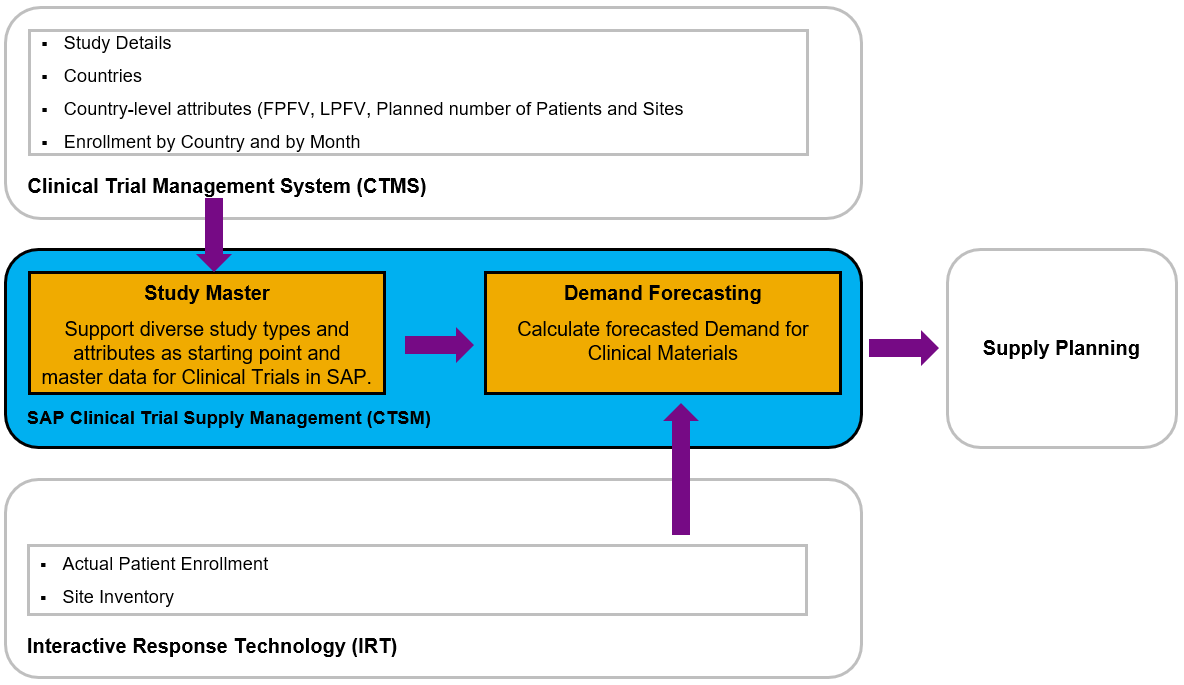 ▪ Study Details
▪ Countries
▪ Country-level attributes (FPFV, LPFV, Planned number of Patients and Sites
▪ Enrollment by Country and by Month
Clinical Trial Management System (CTMS)
Study Master
Support diverse study types and
attributes as starting point and
master data for Clinical Trials in SAP.
Demand Forecasting
Calculate forecasted Demand for
Clinical Materials
SAP Clinical Trial Supply Management (CTSM)
Supply Planning
▪ Actual Patient Enrollment
▪ Site Inventory
Interactive Response Technology (IRT)